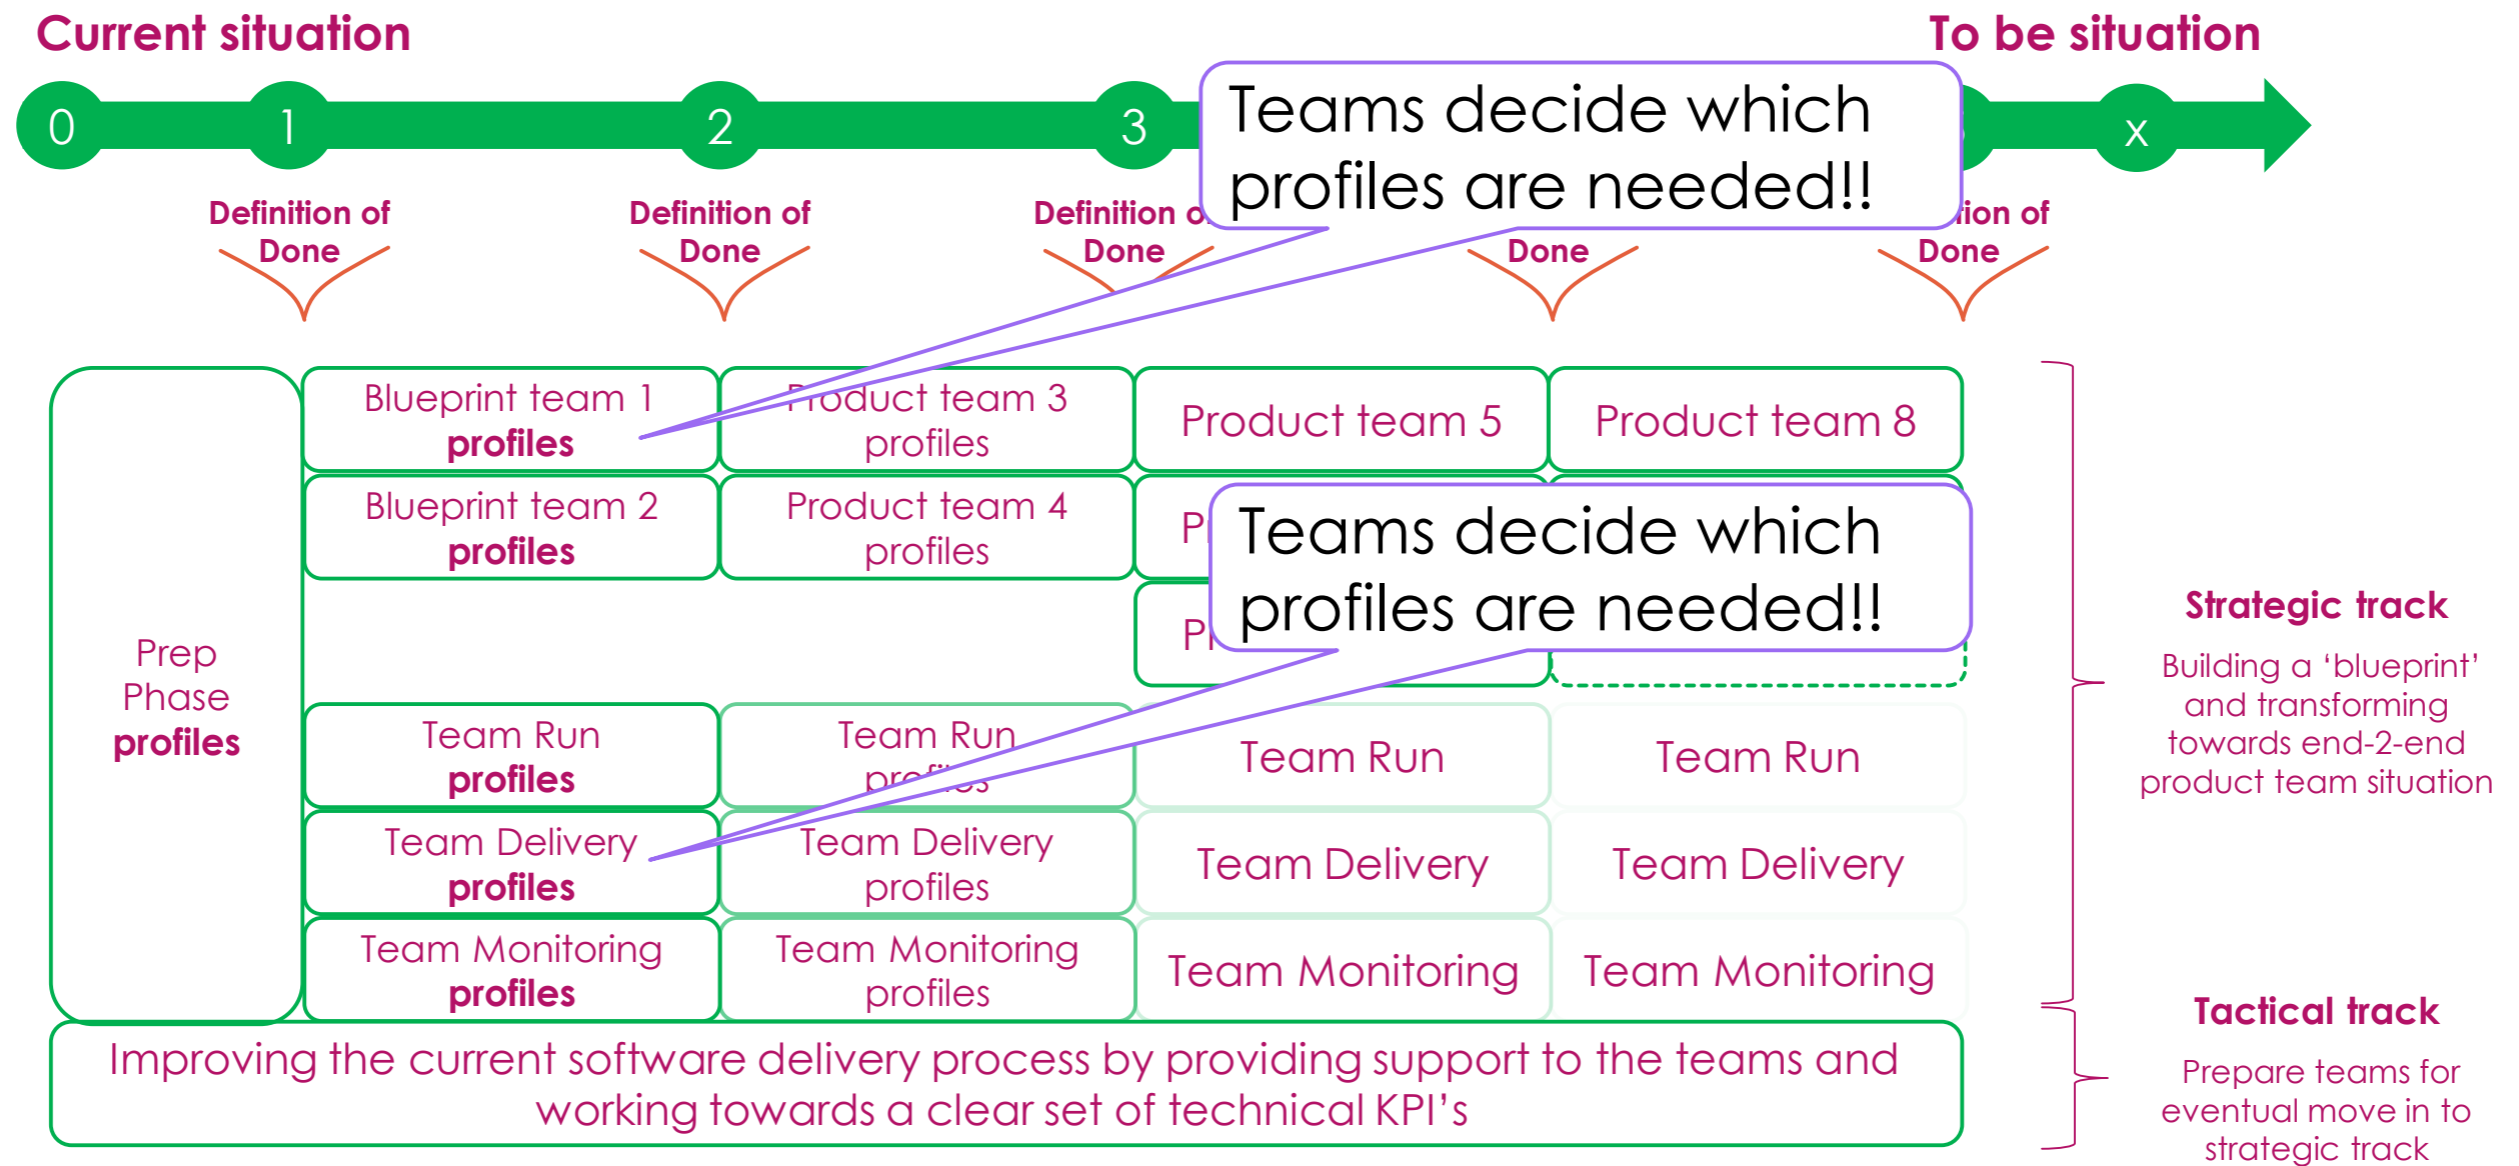 Current situation
To be situation
0
1
2
3
x
Teams decide which
profiles are needed!!
Definition of
Done
Definition of
Done
Definition
Done
Done
of
Done
Blueprint team 1
profiles
Product team 3
profiles
Product team 5
Product team 8
Blueprint team 2
profiles
Product team 4
profiles
Teams decide which
profiles are needed!!
Prep
Phase
profiles
Team Run
profiles
Team Run
profiles
Team Run
Team Run
Team Delivery
profiles
Team Delivery
profiles
Team Delivery
Team Delivery
Team Monitoring
profiles
Team Monitoring
profiles
Team Monitoring
Team Monitoring
Improving the current software delivery process by providing support to the teams and
working towards a clear set of technical KPI’s
Strategic track
Building a ‘blueprint’
and transforming
towards end-2-end
product team situation
Tactical track
Prepare teams for
eventual move in to
strategic track